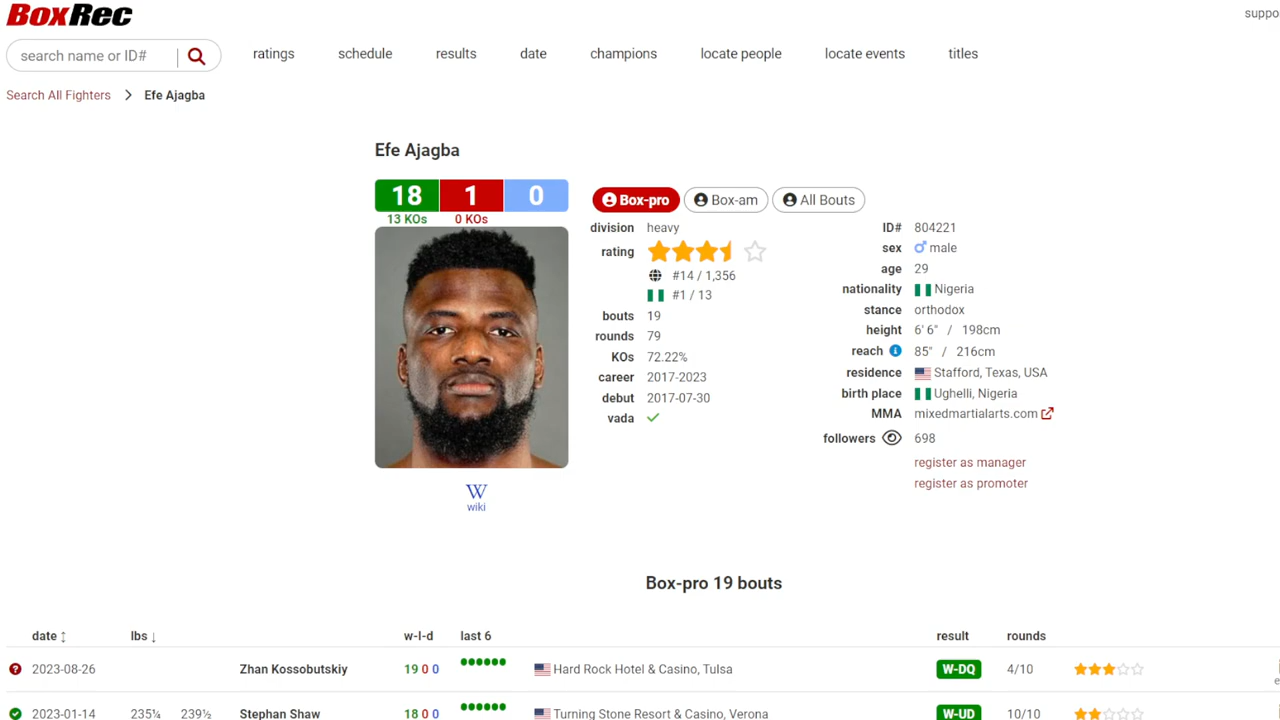 BoxRec
suppo
search name or ID#
ratings schedule results date champions locate people locate events titles
Search All Fighters > Efe Ajagba
Efe Ajagba
18 1 0
13 KOs 0 KOs
Box-pro Box-am All Bouts
division heavy
rating
#14 / 1,356
#1 / 13
bouts 19
rounds 79
KOs 72.22%
career 2017-2023
debut 2017-07-30
vada
ID# 804221
sex male
age 29
nationality Nigeria
stance orthodox
height 6' 6" / 198cm
reach 85" / 216cm
residence Stafford, Texas, USA
birth place Ughelli, Nigeria
MMA mixedmartialarts.com
followers 698
register as manager
register as promoter
W
wiki
Box-pro 19 bouts
date lbs w-l-d last 6 result rounds
2023-08-26 Zhan Kossobutskiy 19 0 0 Hard Rock Hotel & Casino, Tulsa W-DQ 4/10
2023-01-14 235¼ 239½ Stephan Shaw 18 0 0 Turning Stone Resort & Casino, Verona W-UD 10/10